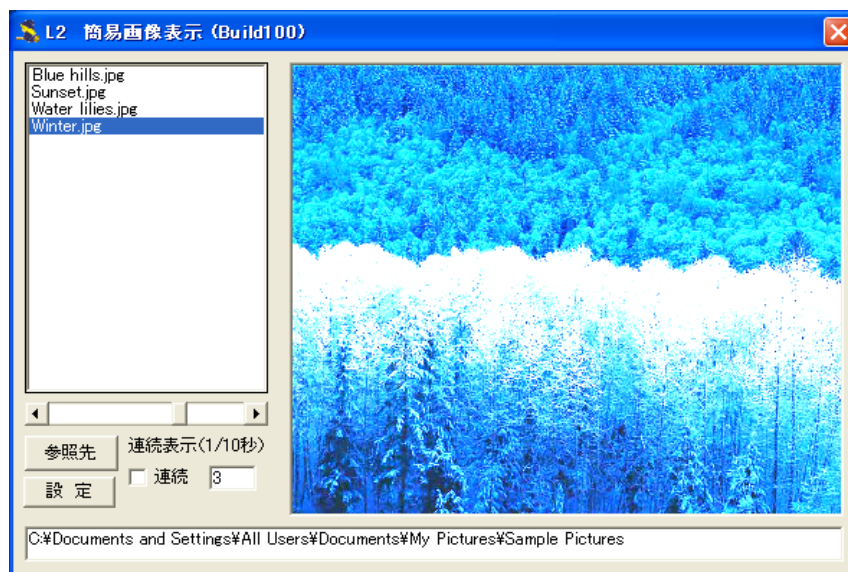 L2 簡易画像表示 (Build100)
Blue hills.jpg
Sunset.jpg
Water lilies.jpg
Winter.jpg
参照先
連続表示(1/10秒)
連続 3
設 定
C:¥Documents and Settings¥All Users¥Documents¥My Pictures¥Sample Pictures